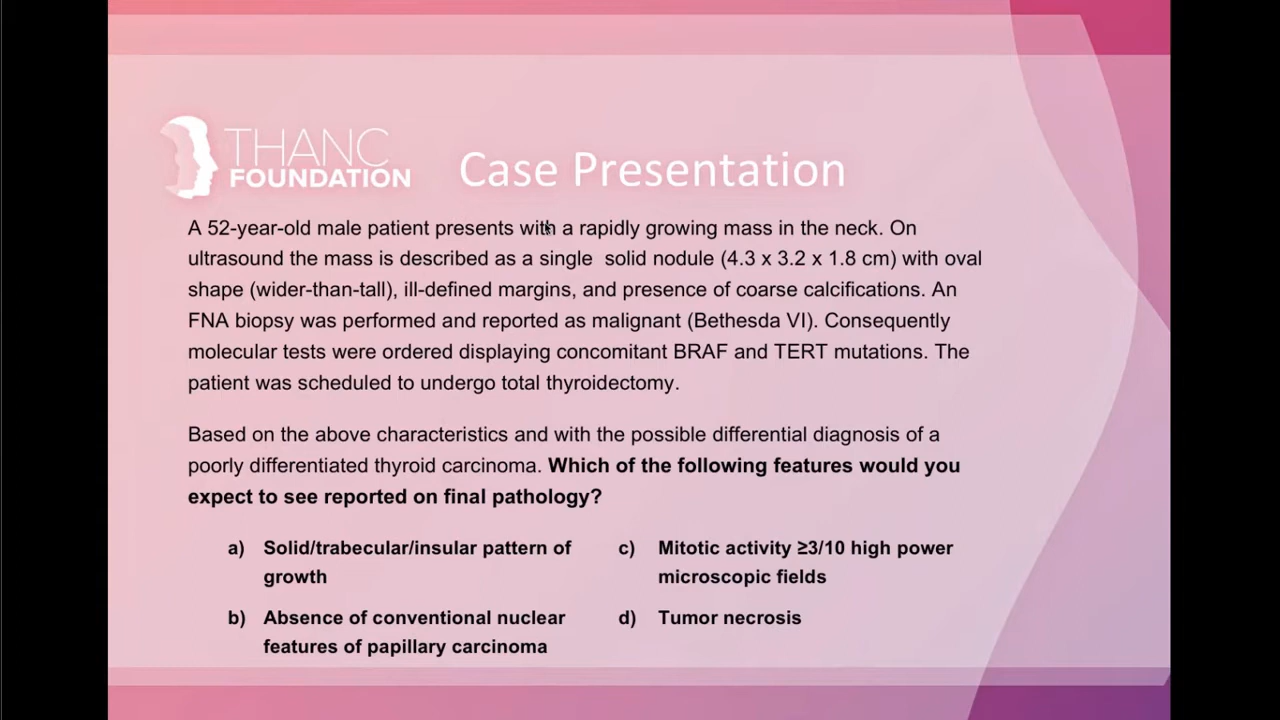 THANC
FOUNDATION
Case Presentation
A 52-year-old male patient presents with a rapidly growing mass in the neck. On
ultrasound the mass is described as a single solid nodule (4.3 x 3.2 x 1.8 cm) with oval
shape (wider-than-tall), ill-defined margins, and presence of coarse calcifications. An
FNA biopsy was performed and reported as malignant (Bethesda VI). Consequently
molecular tests were ordered displaying concomitant BRAF and TERT mutations. The
patient was scheduled to undergo total thyroidectomy.
Based on the above characteristics and with the possible differential diagnosis of a
poorly differentiated thyroid carcinoma. Which of the following features would you
expect to see reported on final pathology?
a) Solid/trabecular/insular pattern of
growth
b) Absence of conventional nuclear
features of papillary carcinoma
c) Mitotic activity ≥3/10 high power
microscopic fields
d) Tumor necrosis